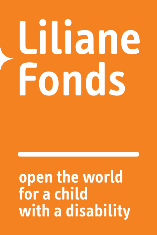 Liliane
Fonds
open the world
for a child
with a disability